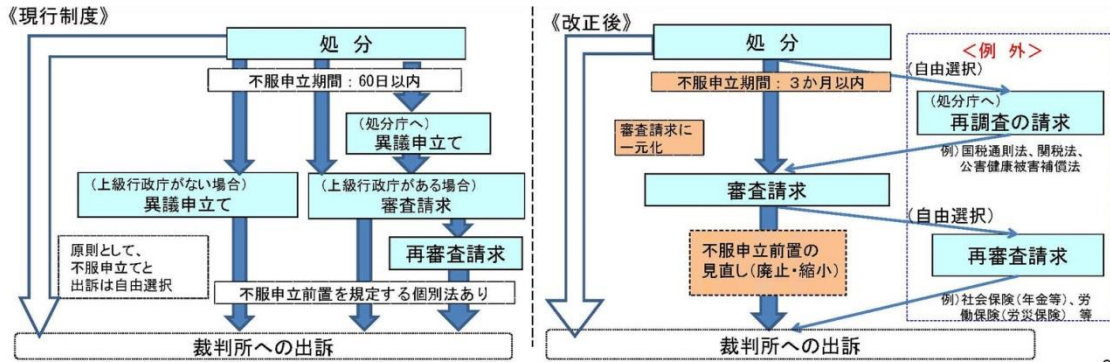 《現行制度》
処 分
不服申立期間：60日以内
(処分庁へ)
異議申立て
(上級行政庁がない場合)
異議申立て
(上級行政庁がある場合)
審査請求
再審査請求
原則として、
不服申立てと
出訴は自由選択
不服申立前置を規定する個別法あり
裁判所への出訴
《改正後》
処 分
不服申立期間：３か月以内
審査請求に
一元化
審査請求
不服申立前置の
見直し(廃止・縮小)
裁判所への出訴
＜例 外＞
(自由選択)
(処分庁へ)
再調査の請求
例)国税通則法、関税法、
公害健康被害補償法
(自由選択)
再審査請求
例)社会保険(年金等)、労
働保険(労災保険) 等